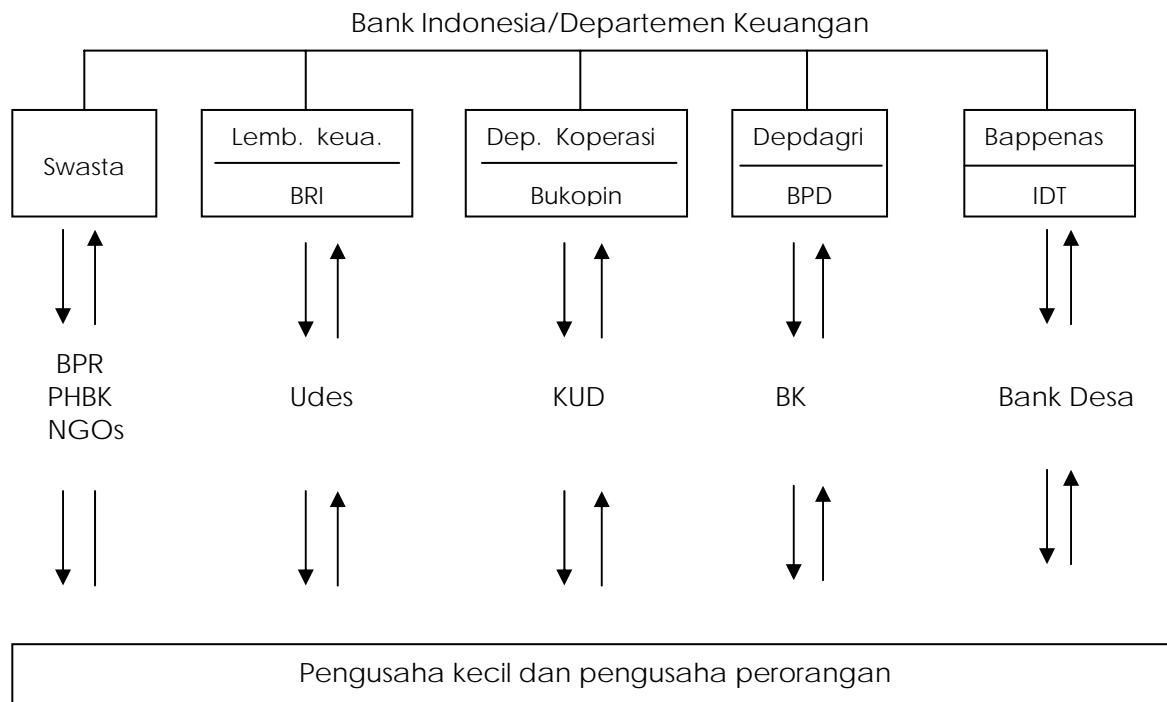 Bank Indonesia/Departemen Keuangan
Swasta
Lemb. keua.
BRI
Dep. Koperasi
Bukopin
Depdagri
BPD
Bappenas
IDT
BPR
PHBK
NGOs
Udes
KUD
BK
Bank Desa
Pengusaha kecil dan pengusaha perorangan